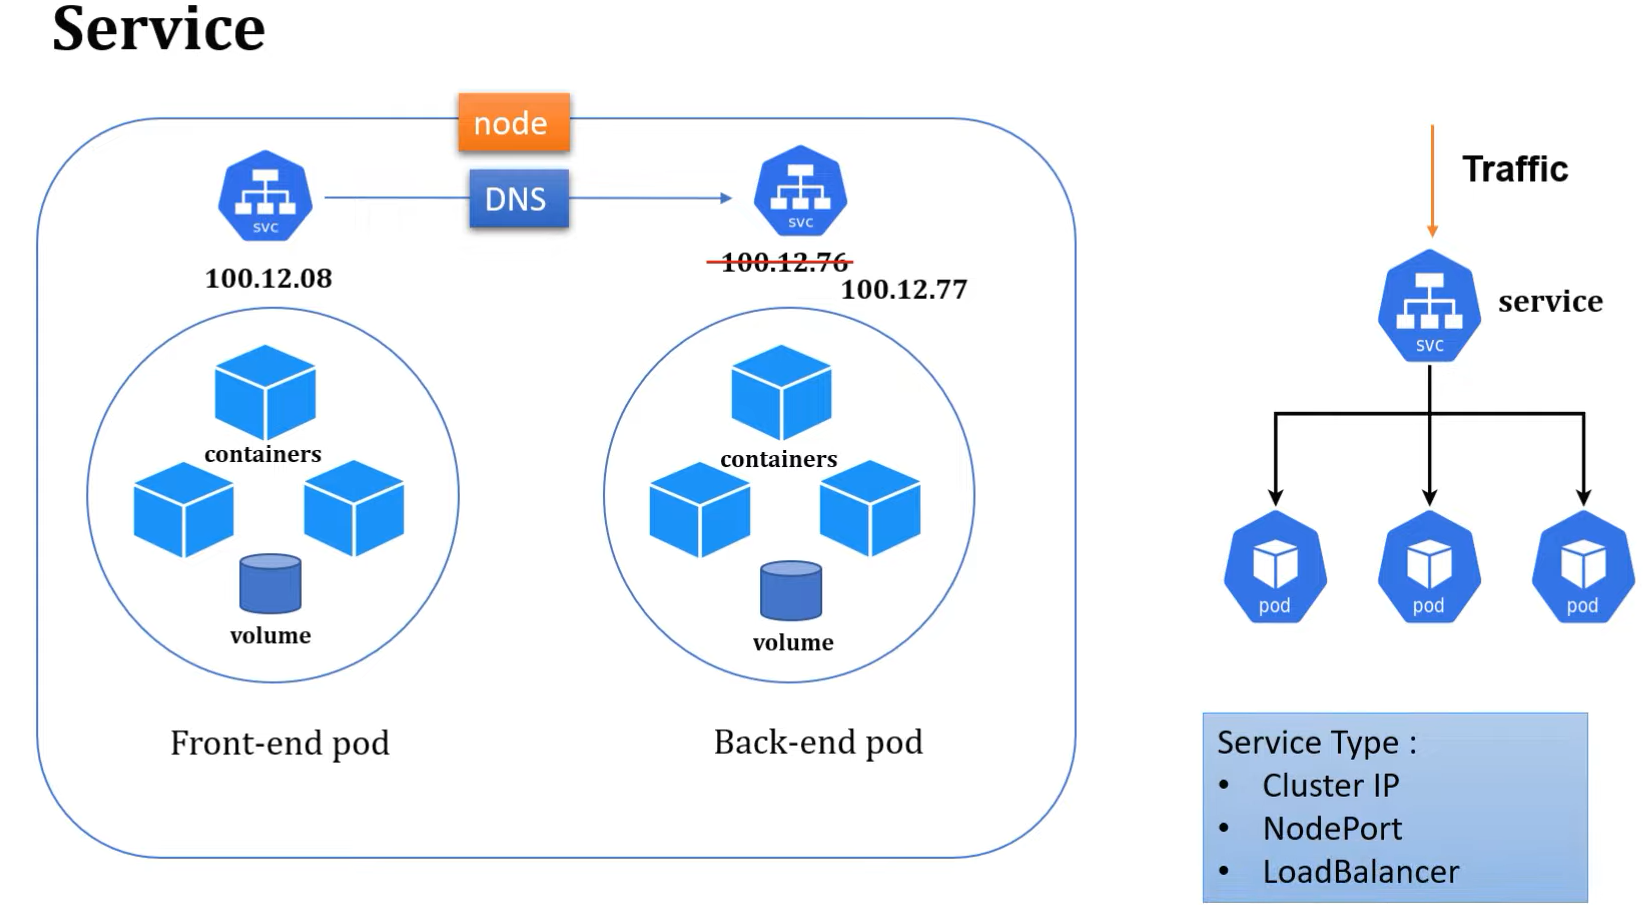 Service
node
DNS
svc
svc
100.12.08
100.12.76
100.12.77
containers
volume
containers
volume
Front-end pod
Back-end pod
Traffic
svc
service
pod
pod
pod
Service Type :
• Cluster IP
• NodePort
• LoadBalancer